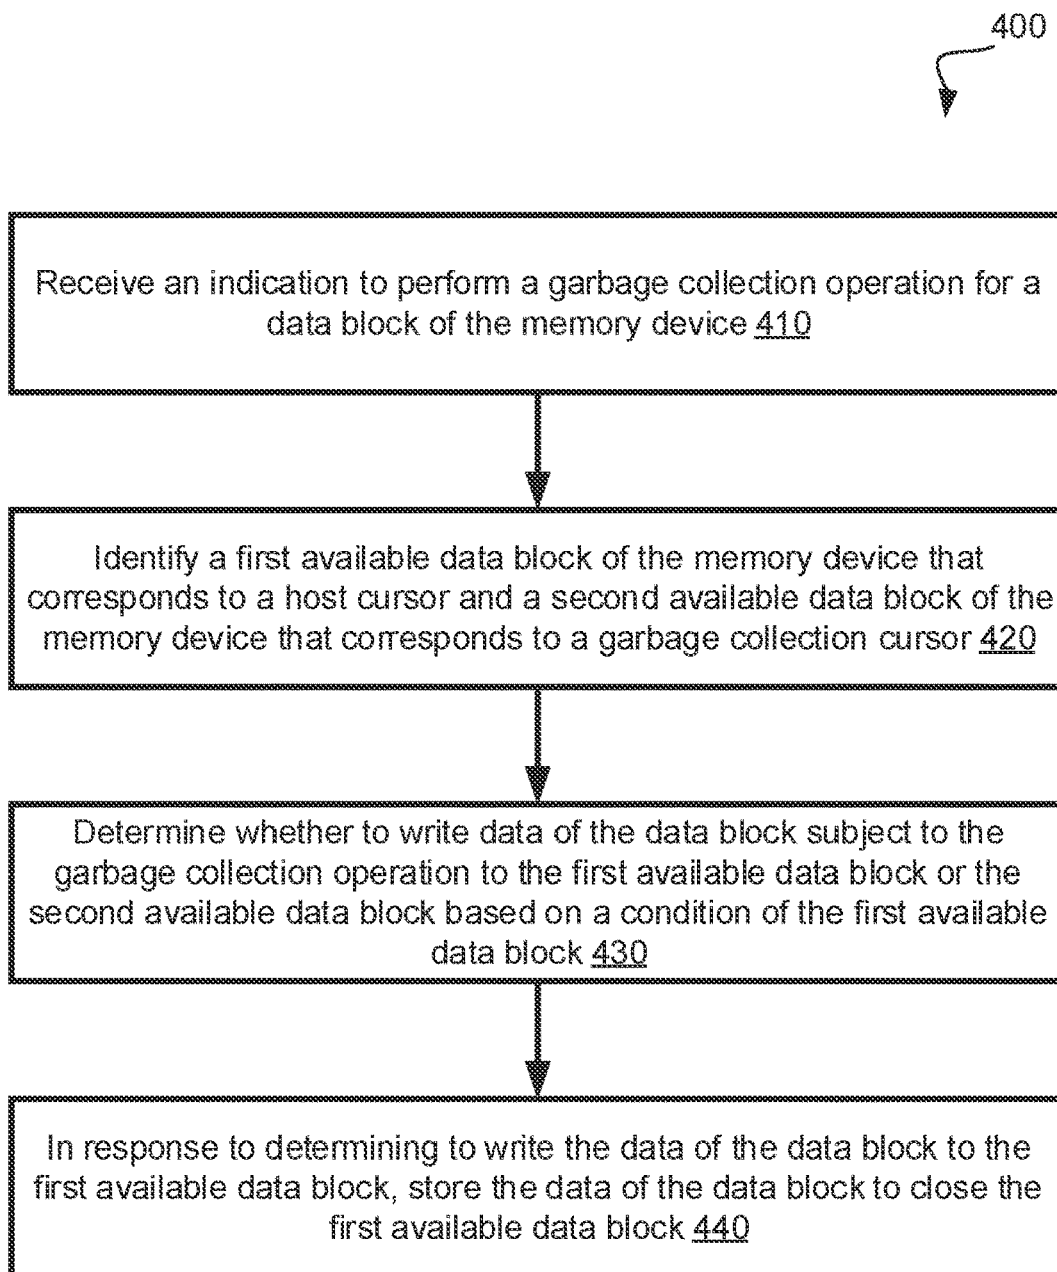 400
Receive an indication to perform a garbage collection operation for a
data block of the memory device 410
Identify a first available data block of the memory device that
corresponds to a host cursor and a second available data block of the
memory device that corresponds to a garbage collection cursor 420
Determine whether to write data of the data block subject to the
garbage collection operation to the first available data block or the
second available data block based on a condition of the first available
data block 430
In response to determining to write the data of the data block to the
first available data block, store the data of the data block to close the
first available data block 440